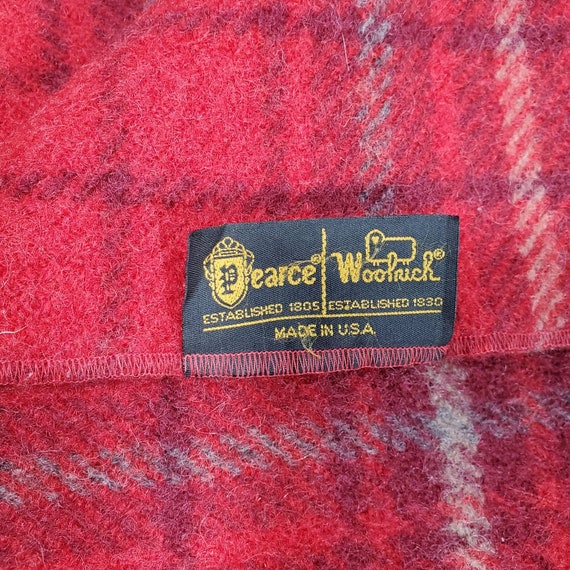 Pearce® Woolrich®
ESTABLISHED 1805 ESTABLISHED 1830
MADE IN U.S.A.